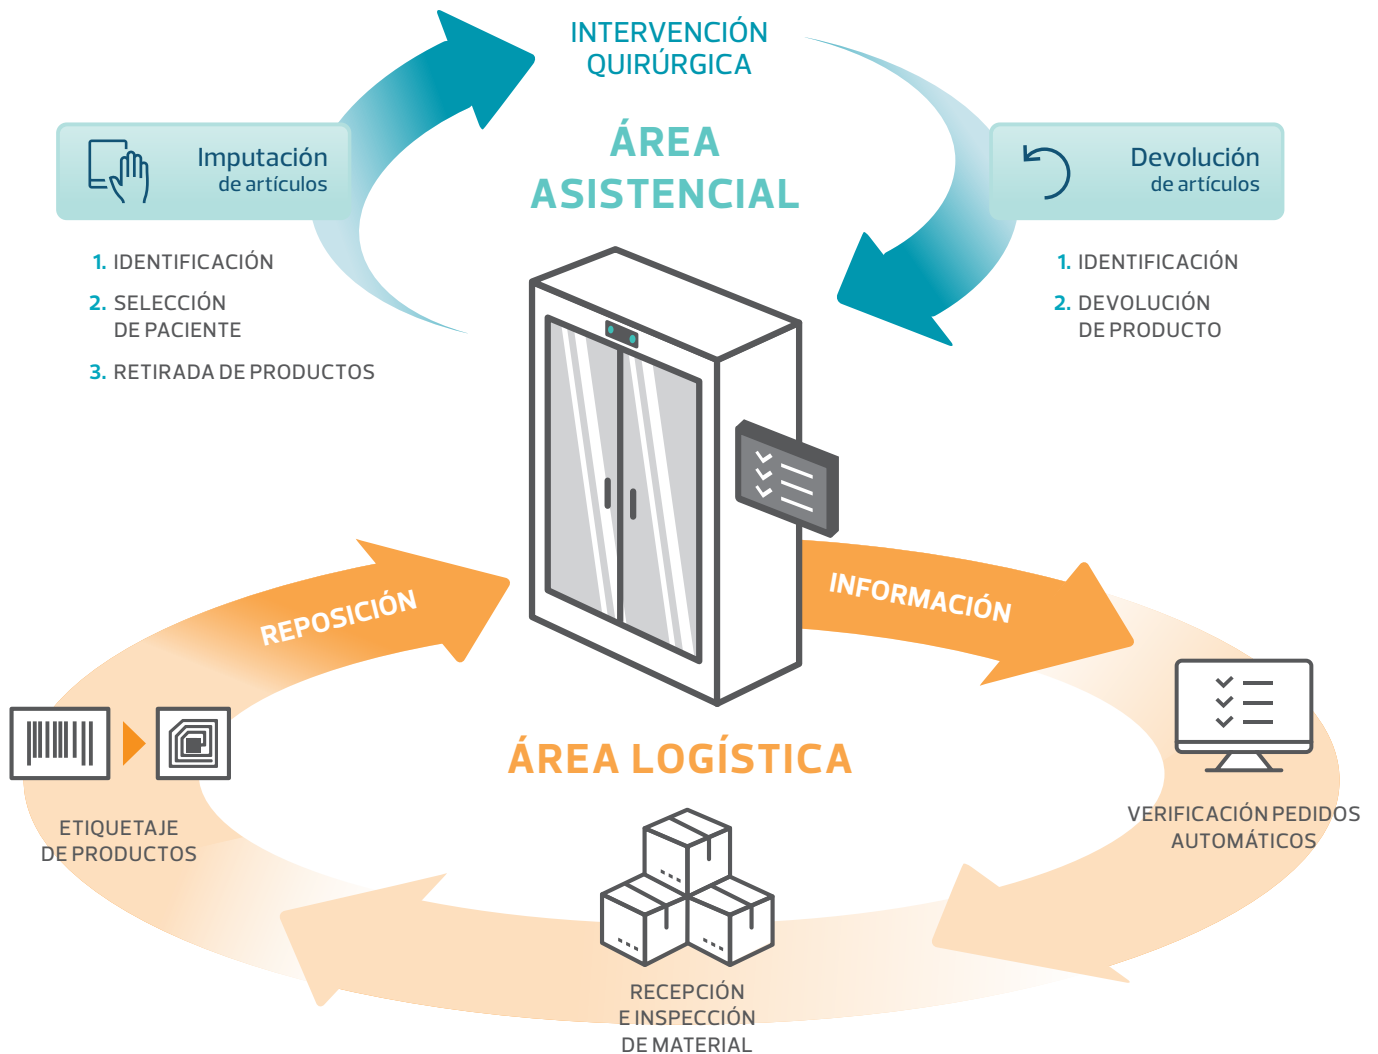 INTERVENCIÓN
QUIRÚRGICA
ÁREA
ASISTENCIAL
Imputación
de artículos
1. IDENTIFICACIÓN
2. SELECCIÓN
DE PACIENTE
3. RETIRADA DE PRODUCTOS
Devolución
de artículos
1. IDENTIFICACIÓN
2. DEVOLUCIÓN
DE PRODUCTO
REPOSICIÓN
INFORMACIÓN
ÁREA LOGÍSTICA
ETIQUETAJE
DE PRODUCTOS
VERIFICACIÓN PEDIDOS
AUTOMÁTICOS
RECEPCIÓN
E INSPECCIÓN
DE MATERIAL